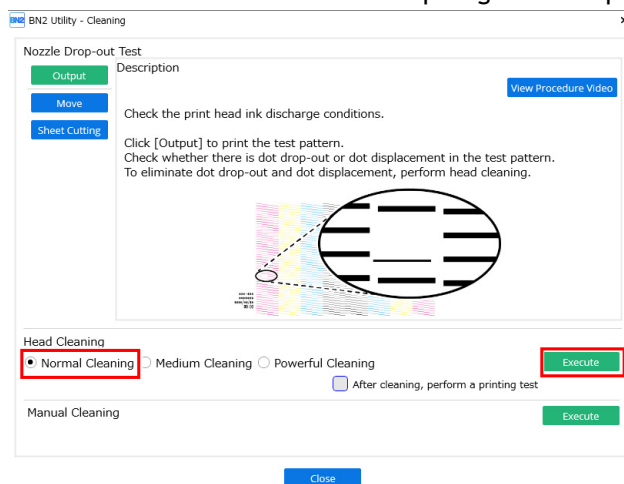 BN2 BN2 Utility - Cleaning
Nozzle Drop-out Test
Output
Move
Sheet Cutting
Description
View Procedure Video
Check the print head ink discharge conditions.
Click [Output] to print the test pattern.
Check whether there is dot drop-out or dot displacement in the test pattern.
To eliminate dot drop-out and dot displacement, perform head cleaning.
Head Cleaning
Normal Cleaning Medium Cleaning Powerful Cleaning Execute
After cleaning, perform a printing test
Manual Cleaning Execute
Close